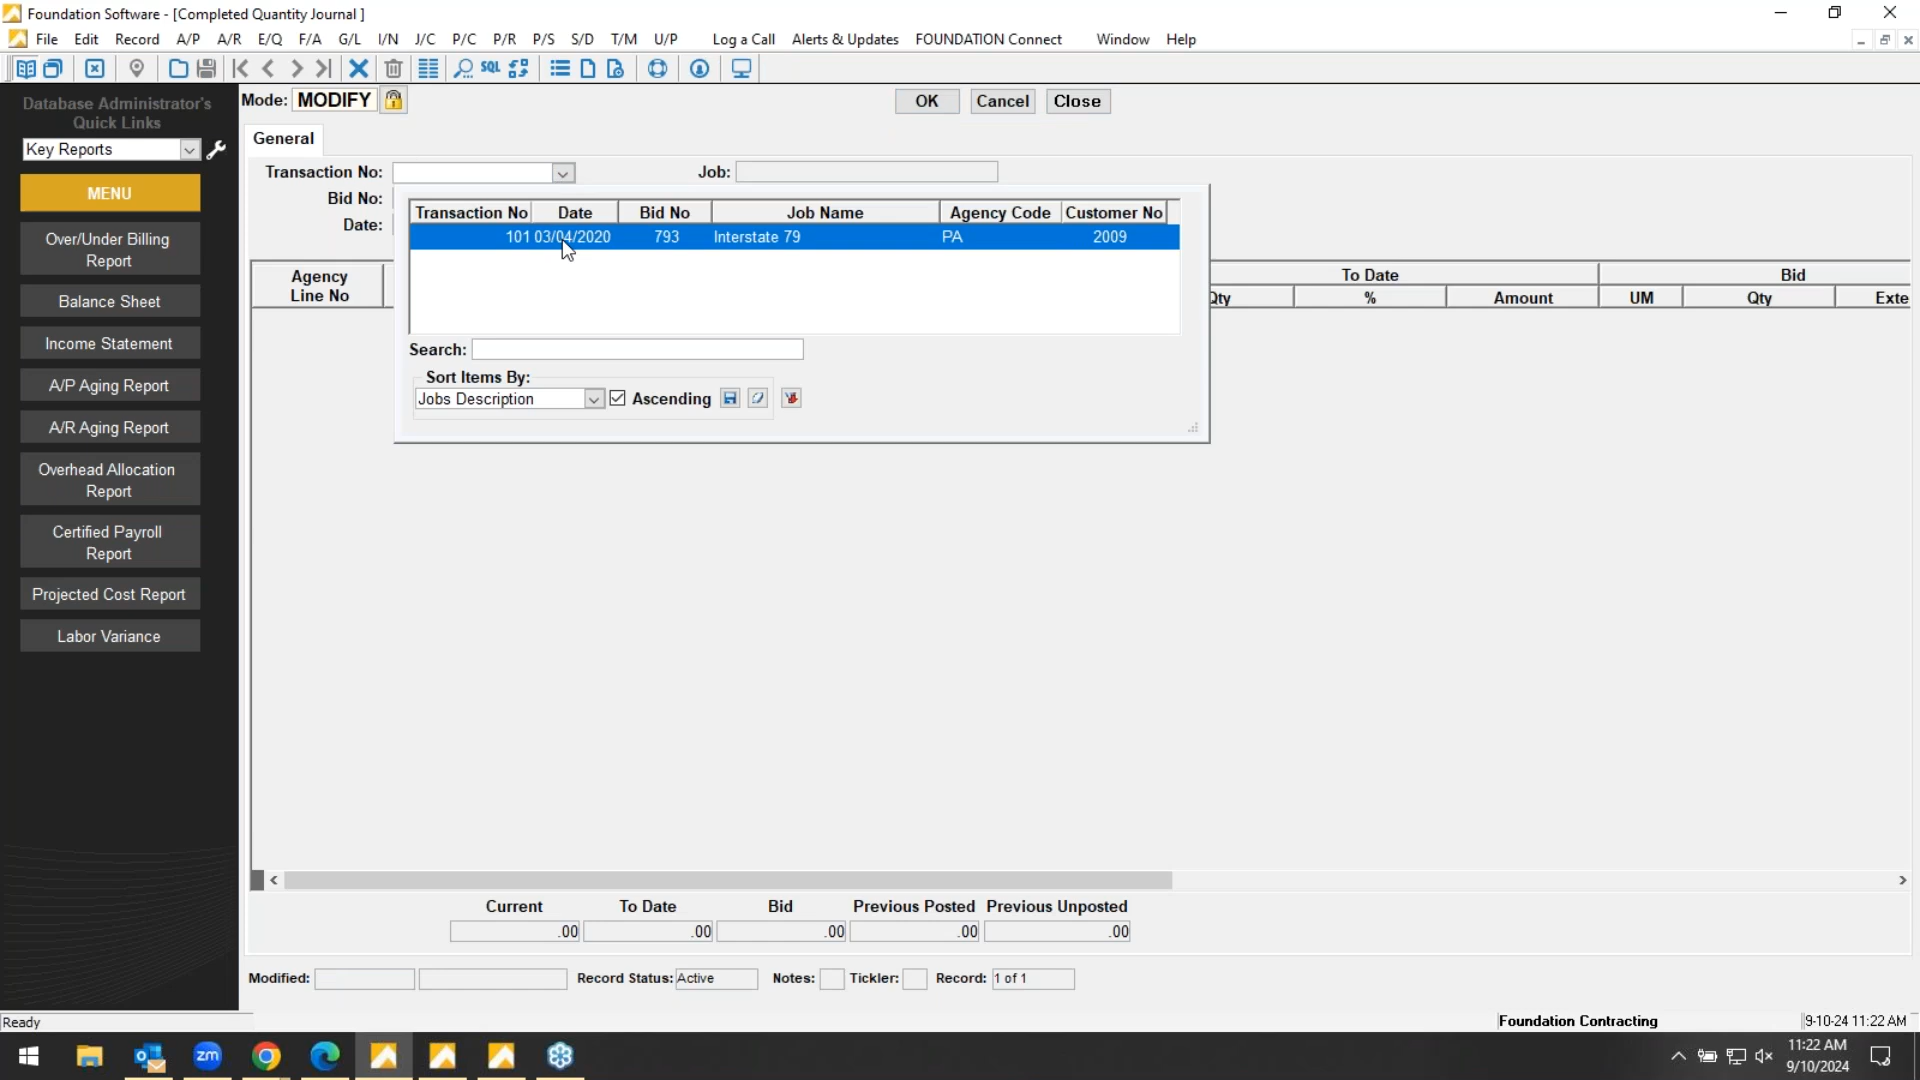 Foundation Software - [Completed Quantity Journal ]
File Edit Record A/P A/R E/Q F/A G/L I/N J/C P/C P/R P/S S/D T/M U/P Log a Call Alerts & Updates FOUNDATION Connect Window Help
SQL
Database Administrator's
Quick Links
Key Reports
MENU
Over/Under Billing
Report
Balance Sheet
Income Statement
A/P Aging Report
A/R Aging Report
Overhead Allocation
Report
Certified Payroll
Report
Projected Cost Report
Labor Variance
Mode: MODIFY OK Cancel Close
General
Transaction No: Job:
Bid No:
Date:
Transaction No Date Bid No Job Name Agency Code Customer No
101 03/04/2020 793 Interstate 79 PA 2009
Search:
Sort Items By:
Jobs Description Ascending
Agency
Line No
To Date Bid
Qty % Amount UM Qty Exte
Current To Date Bid Previous Posted Previous Unposted
.00 .00 .00 .00 .00
Modified: Record Status: Active Notes: Tickler: Record: 1 of 1
Ready Foundation Contracting 9-10-24 11:22 AM
zm
11:22 AM
9/10/2024